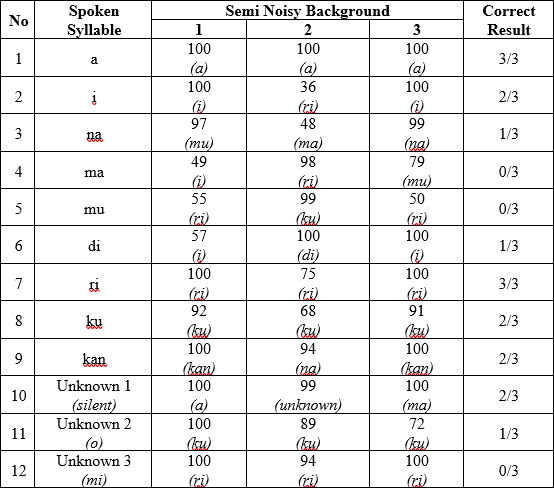 No Spoken Syllable Semi Noisy Background Correct Result
1 2 3
1 a 100 (a) 100 (a) 100 (a) 3/3
2 i 100 (i) 36 (ri) 100 (i) 2/3
3 na 97 (mu) 48 (ma) 99 (na) 1/3
4 ma 49 (i) 98 (ri) 79 (mu) 0/3
5 mu 55 (ri) 99 (ku) 50 (ri) 0/3
6 di 57 (i) 100 (di) 100 (i) 1/3
7 ri 100 (ri) 75 (ri) 100 (ri) 3/3
8 ku 92 (ku) 68 (ku) 91 (ku) 2/3
9 kan 100 (kan) 94 (na) 100 (kan) 2/3
10 Unknown 1 (silent) 100 (a) 99 (unknown) 100 (ma) 2/3
11 Unknown 2 (o) 100 (ku) 89 (ku) 72 (ku) 1/3
12 Unknown 3 (mi) 100 (ri) 94 (ri) 100 (ri) 0/3